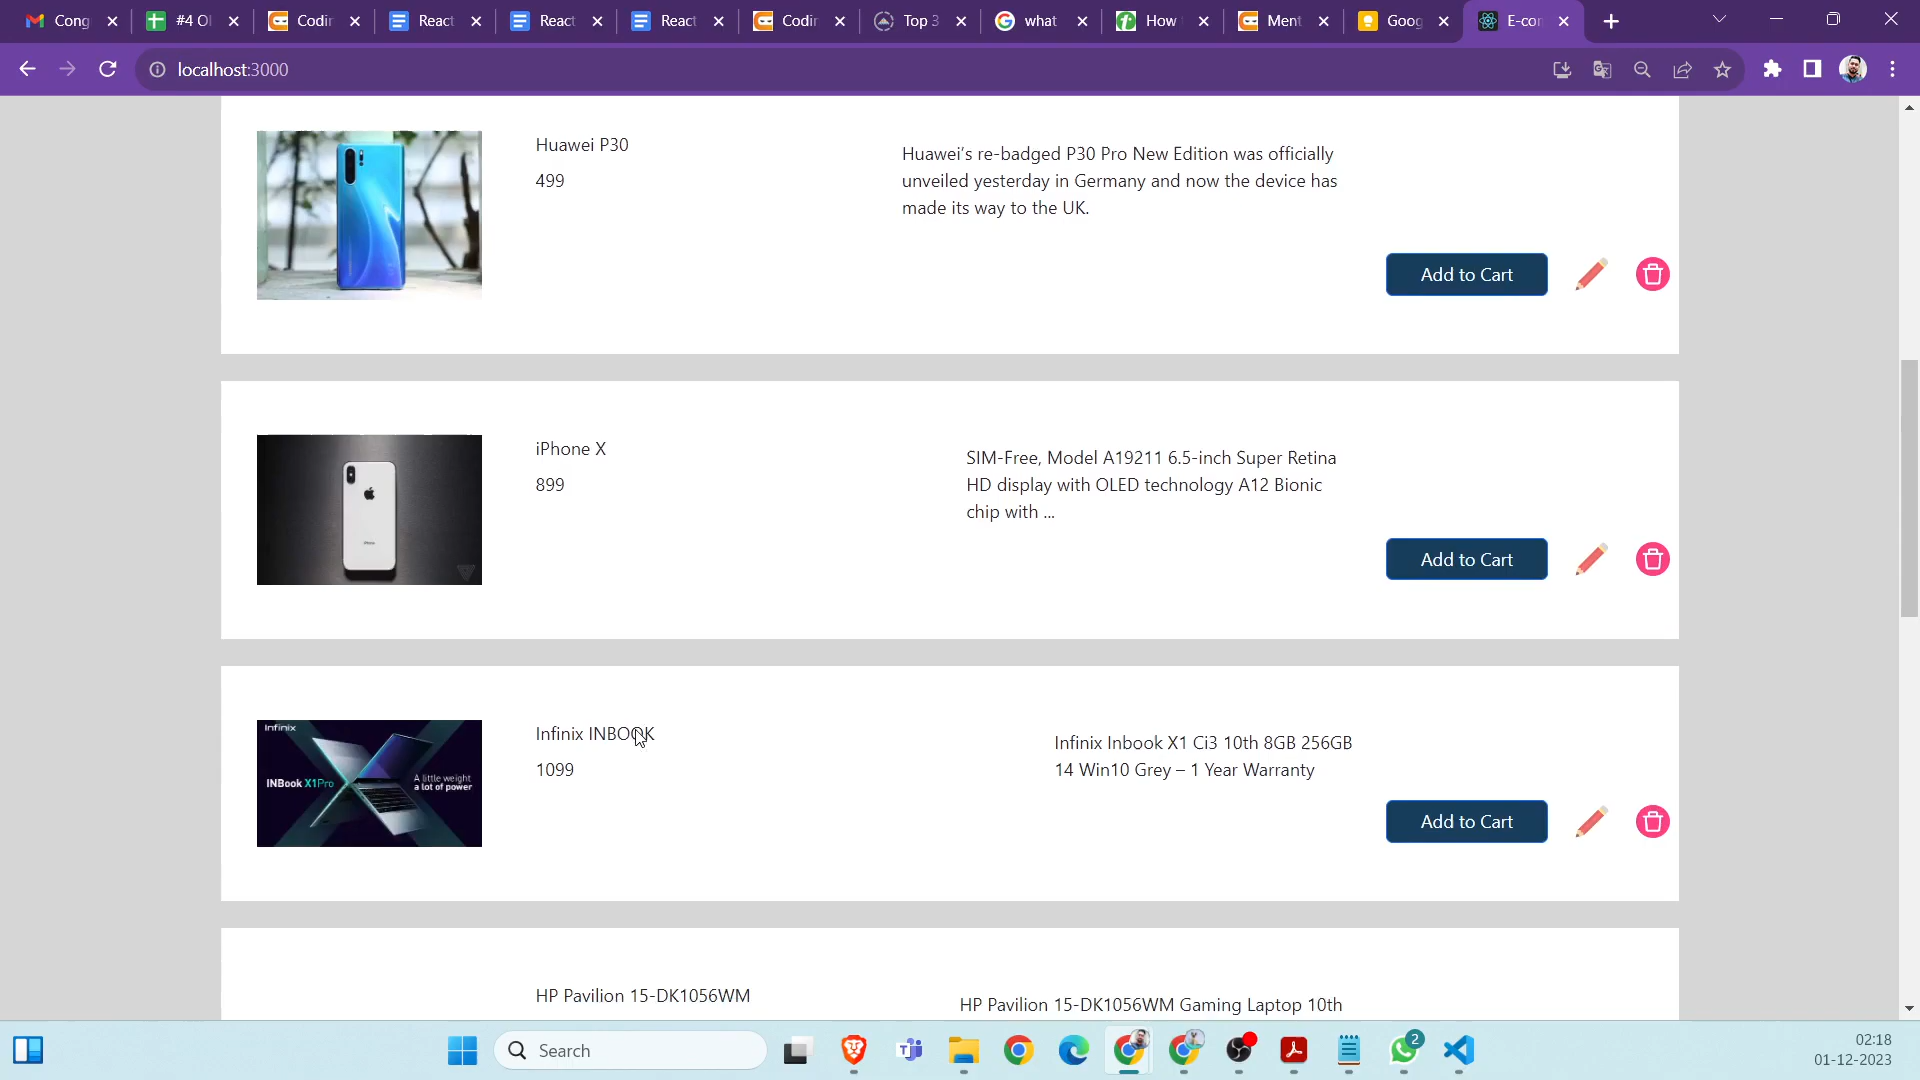 Cong
#4 O
Codin
React
React
React
Codin
Top 3
what
How
Ment
Goog
E-con
localhost:3000
Huawei P30
499
Huawei's re-badged P30 Pro New Edition was officially
unveiled yesterday in Germany and now the device has
made its way to the UK.
Add to Cart
iPhone X
899
SIM-Free, Model A19211 6.5-inch Super Retina
HD display with OLED technology A12 Bionic
chip with ...
Add to Cart
Infinix
INBook X1Pro
A little weight
a lot of power
Infinix INBOOK
1099
Infinix Inbook X1 Ci3 10th 8GB 256GB
14 Win10 Grey – 1 Year Warranty
Add to Cart
HP Pavilion 15-DK1056WM
HP Pavilion 15-DK1056WM Gaming Laptop 10th
Search
2
02:18
01-12-2023